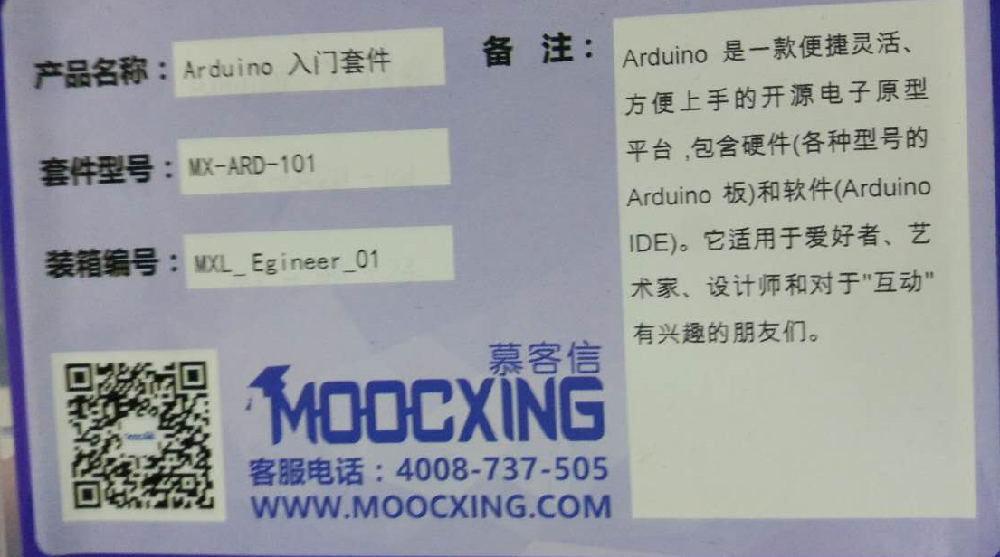 产品名称：Arduino 入门套件
套件型号：MX-ARD-101
装箱编号：MXL_Egineer_01
备 注：
Arduino 是一款便捷灵活、
方便上手的开源电子原型
平台 ,包含硬件(各种型号的
Arduino 板)和软件(Arduino
IDE)。它适用于爱好者、艺
术家、设计师和对于"互动"
有兴趣的朋友们。
慕客信
MOOCXING
客服电话：4008-737-505
WWW.MOOCXING.COM